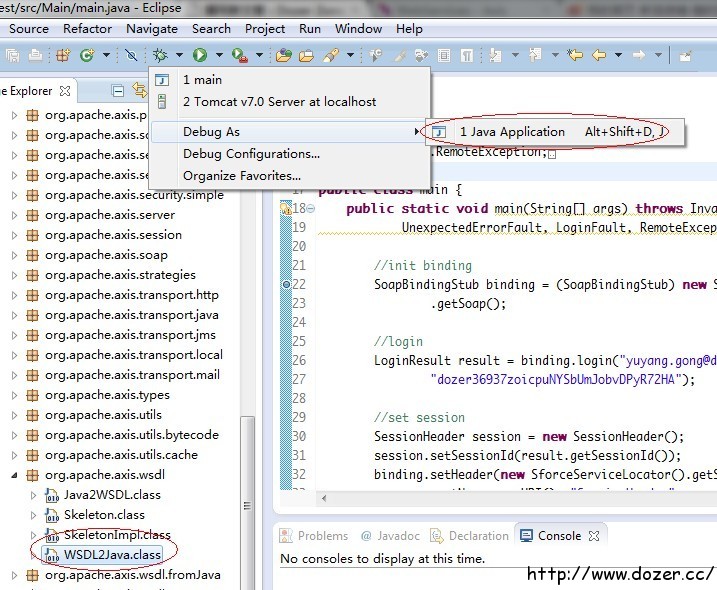 est/src/Main/main.java - Eclipse
Source Refactor Navigate Search Project Run Window Help
ge Explorer
1 main
2 Tomcat v7.0 Server at localhost
Debug As
Debug Configurations...
Organize Favorites...
1 Java Application Alt+Shift+D, J
org.apache.axis.p
org.apache.axis.s
org.apache.axis.security.simple
org.apache.axis.server
org.apache.axis.session
org.apache.axis.soap
org.apache.axis.strategies
org.apache.axis.transport.http
org.apache.axis.transport.java
org.apache.axis.transport.jms
org.apache.axis.transport.local
org.apache.axis.transport.mail
org.apache.axis.types
org.apache.axis.utils
org.apache.axis.utils.bytecode
org.apache.axis.utils.cache
org.apache.axis.wsdl
Java2WSDL.class
Skeleton.class
SkeletonImpl.class
WSDL2Java.class
org.apache.axis.wsdl.fromJava
.RemoteException;
17 public class main {
18 public static void main(String[] args) throws Inva
19 UnexpectedErrorFault, LoginFault, RemoteExcep
20
21 //init binding
22 SoapBindingStub binding = (SoapBindingStub) new S
23 .getSoap();
24
25 //login
26 LoginResult result = binding.login("yuyang.gong@d
27 "dozer36937zoicpuNYSbUmJobvDPyR72HA");
28
29 //set session
30 SessionHeader session = new SessionHeader();
31 session.setSessionId(result.getSessionId());
32 binding.setHeader(new SforceServiceLocator().getS
Problems Javadoc Declaration Console
No consoles to display at this time.
http://www.dozer.cc/